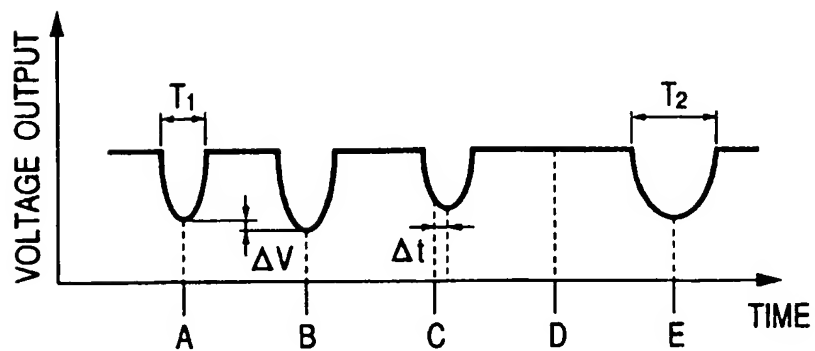 VOLTAGE OUTPUT
T₁
T₂
ΔV
Δt
A B C D E
TIME